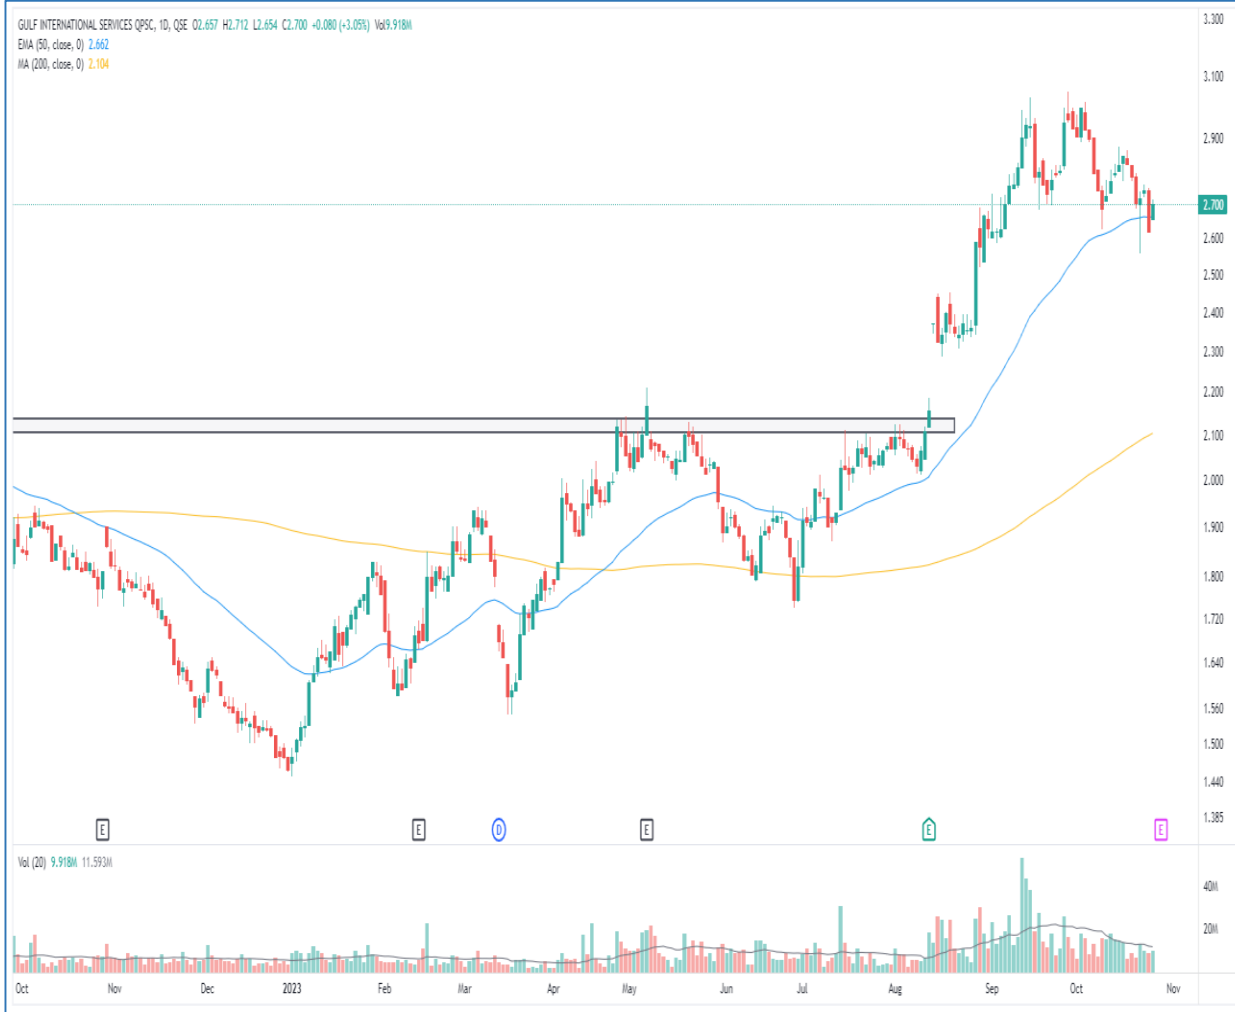 GULF INTERNATIONAL SERVICES QPSC, 1D, QSE O2.657 H2.712 L2.654 C2.700 +0.080 (+3.05%) Vol9.918M
EMA (50, close, 0) 2.662
MA (200, close, 0) 2.104
3.300
3.100
2.900
2.700
2.600
2.500
2.400
2.300
2.200
2.100
2.000
1.900
1.800
1.720
1.640
1.560
1.500
1.440
1.385
E E D E E E
Vol (20) 9.918M 11.593M
40M
20M
Oct Nov Dec 2023 Feb Mar Apr May Jun Jul Aug Sep Oct Nov